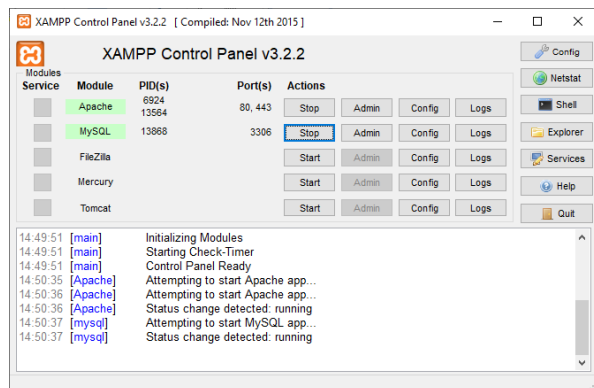 XAMPP Control Panel v3.2.2 [ Compiled: Nov 12th 2015 ]
XAMPP Control Panel v3.2.2
Config
Modules
Service Module PID(s) Port(s) Actions
Netstat
Apache 6924 13564 80, 443 Stop Admin Config Logs
Shell
MySQL 13868 3306 Stop Admin Config Logs
Explorer
FileZilla Start Admin Config Logs
Services
Mercury Start Admin Config Logs
Help
Tomcat Start Admin Config Logs
Quit
14:49:51 [main] Initializing Modules
14:49:51 [main] Starting Check-Timer
14:49:51 [main] Control Panel Ready
14:50:35 [Apache] Attempting to start Apache app...
14:50:36 [Apache] Attempting to start Apache app...
14:50:36 [Apache] Status change detected: running
14:50:37 [mysql] Attempting to start MySQL app...
14:50:37 [mysql] Status change detected: running